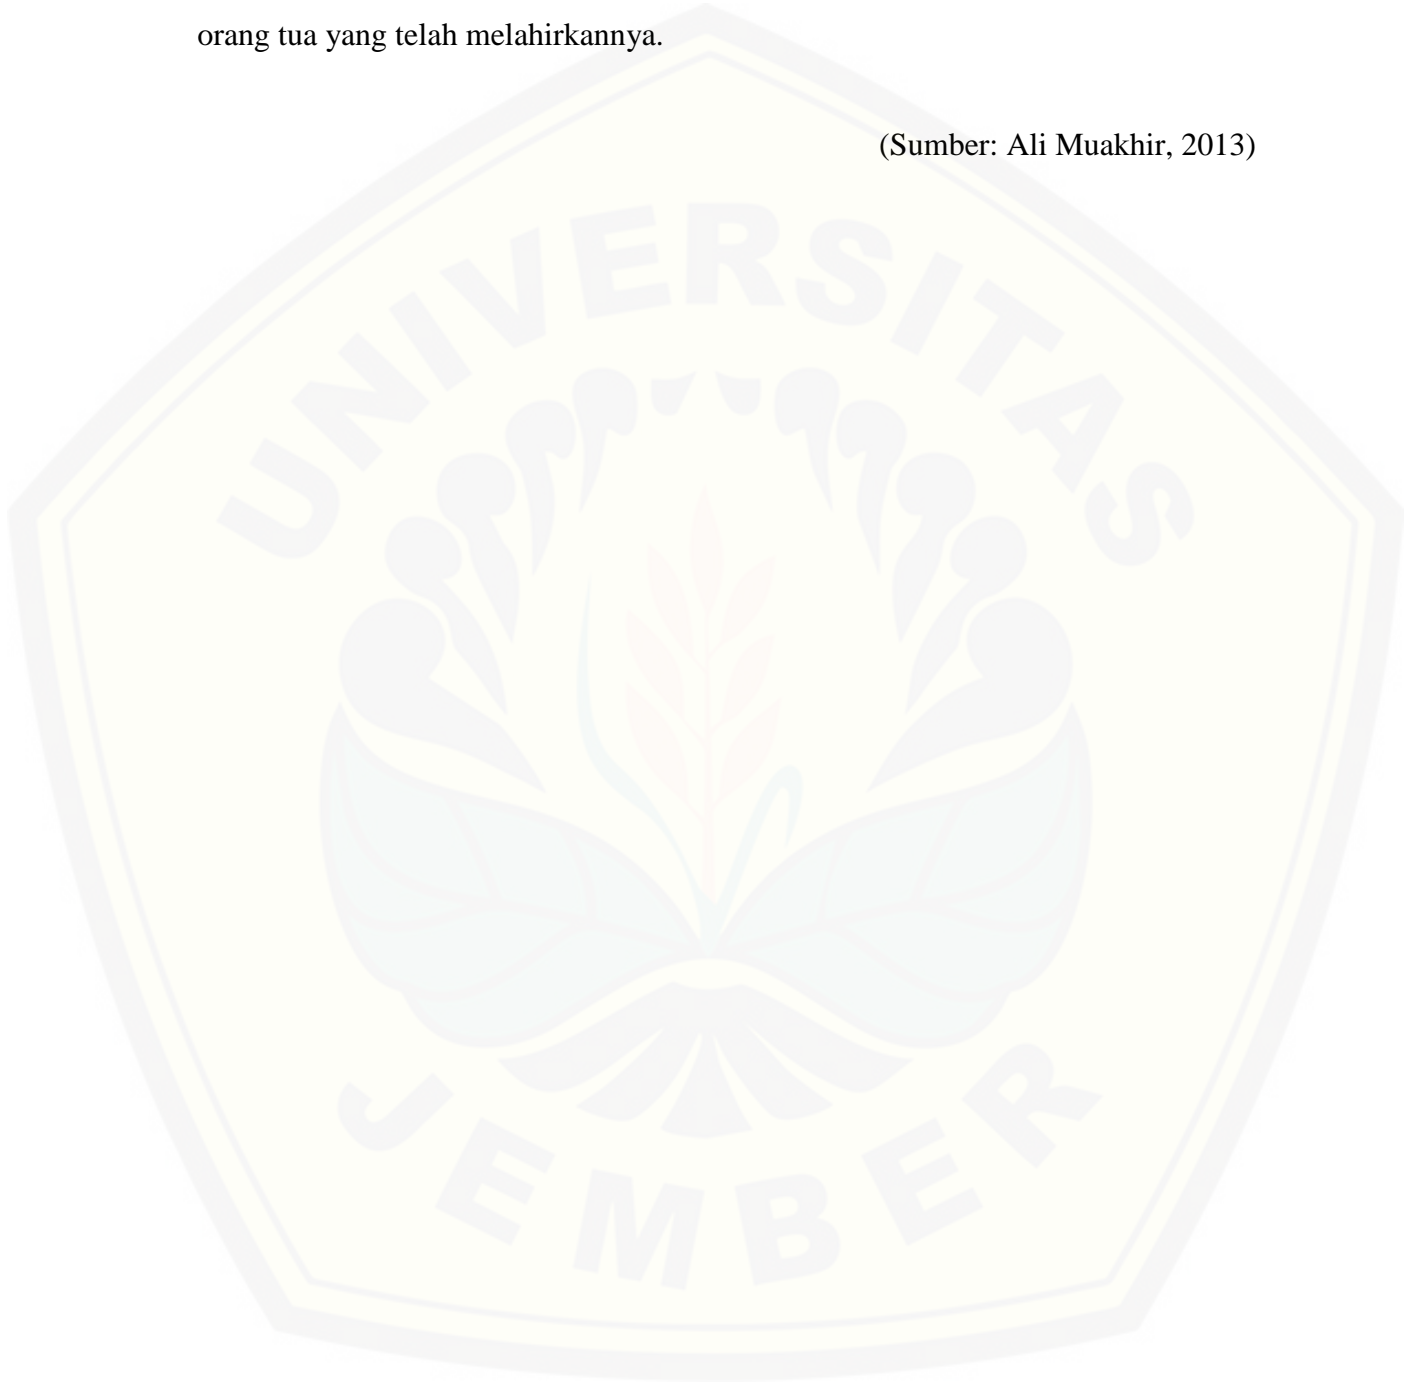 orang tua yang telah melahirkannya.
(Sumber: Ali Muakhir, 2013)
UNIVERSITAS
JEMBER